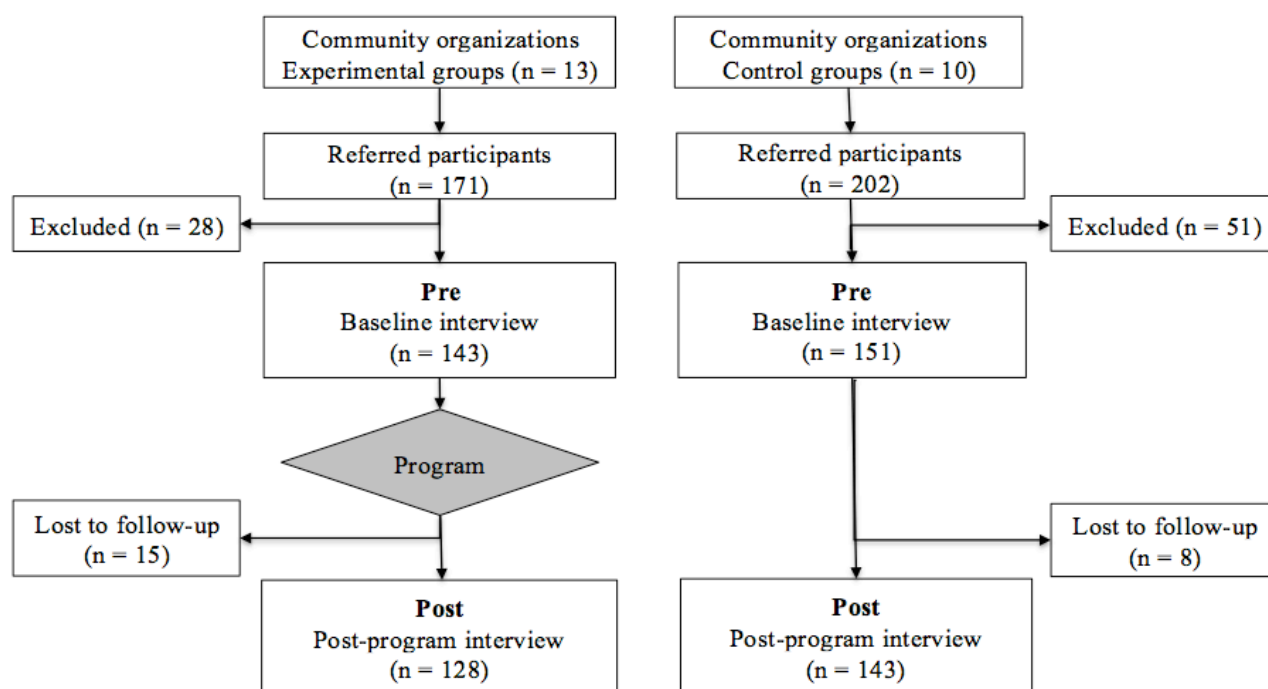 Community organizations
Experimental groups (n = 13)
Community organizations
Control groups (n = 10)
Referred participants
(n = 171)
Referred participants
(n = 202)
Excluded (n = 28)
Excluded (n = 51)
Pre
Baseline interview
(n = 143)
Pre
Baseline interview
(n = 151)
Program
Lost to follow-up
(n = 15)
Lost to follow-up
(n = 8)
Post
Post-program interview
(n = 128)
Post
Post-program interview
(n = 143)